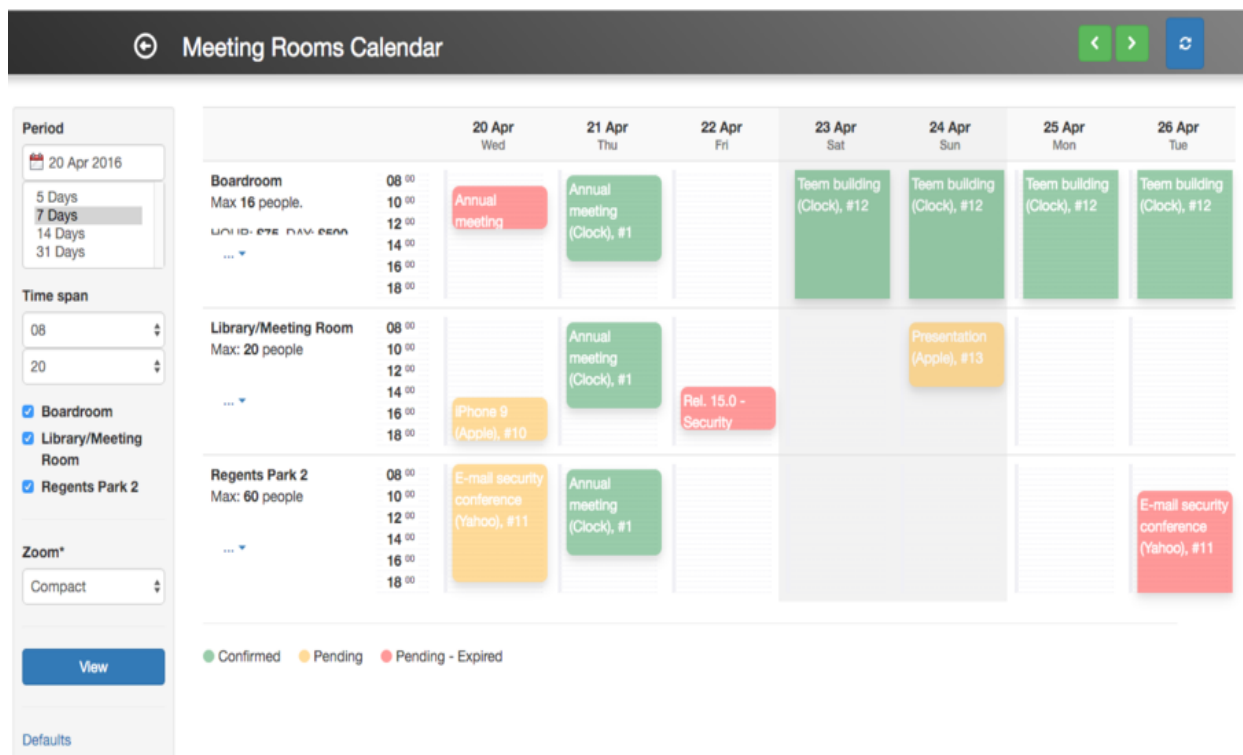 Meeting Rooms Calendar
Period
20 Apr 2016
5 Days
7 Days
14 Days
31 Days
Time span
08
20
Boardroom
Library/Meeting
Room
Regents Park 2
Zoom*
Compact
View
Defaults
20 Apr 21 Apr 22 Apr 23 Apr 24 Apr 25 Apr 26 Apr
Wed Thu Fri Sat Sun Mon Tue
Boardroom
Max 16 people.
HOUR: £75, DAY: £500
...
08 00
10 00
12 00
14 00
16 00
18 00
Annual
meeting
Annual
meeting
(Clock), #1
Teem building
(Clock), #12
Teem building
(Clock), #12
Teem building
(Clock), #12
Teem building
(Clock), #12
Library/Meeting Room
Max: 20 people
...
08 00
10 00
12 00
14 00
16 00
18 00
iPhone 9
(Apple), #10
Annual
meeting
(Clock), #1
Rel. 15.0 -
Security
Presentation
(Apple), #13
Regents Park 2
Max: 60 people
...
08 00
10 00
12 00
14 00
16 00
18 00
E-mail security
conference
(Yahoo), #11
Annual
meeting
(Clock), #1
E-mail security
conference
(Yahoo), #11
Confirmed Pending Pending - Expired